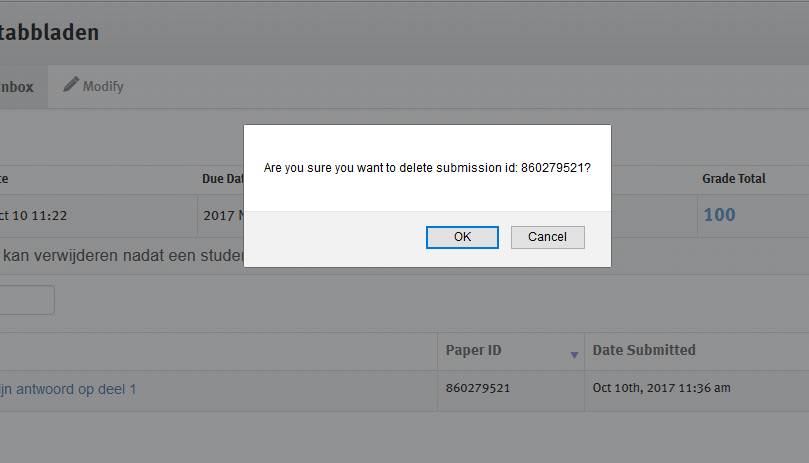 tabbladen
nbox Modify
Are you sure you want to delete submission id: 860279521?
te Due Dat Grade Total
ct 10 11:22 2017 100
OK Cancel
kan verwijderen nadat een studen
Paper ID Date Submitted
ijn antwoord op deel 1 860279521 Oct 10th, 2017 11:36 am